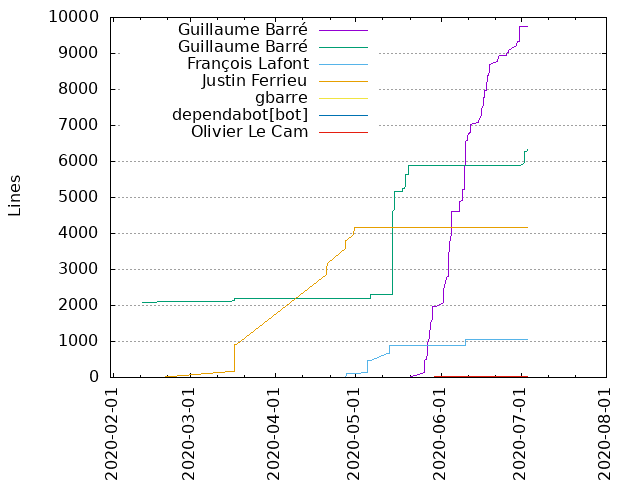 Guillaume Barré
Guillaume Barré
François Lafont
Justin Ferrieu
gbarre
dependabot[bot]
Olivier Le Cam
Lines
10000
9000
8000
7000
6000
5000
4000
3000
2000
1000
0
2020-02-01
2020-03-01
2020-04-01
2020-05-01
2020-06-01
2020-07-01
2020-08-01